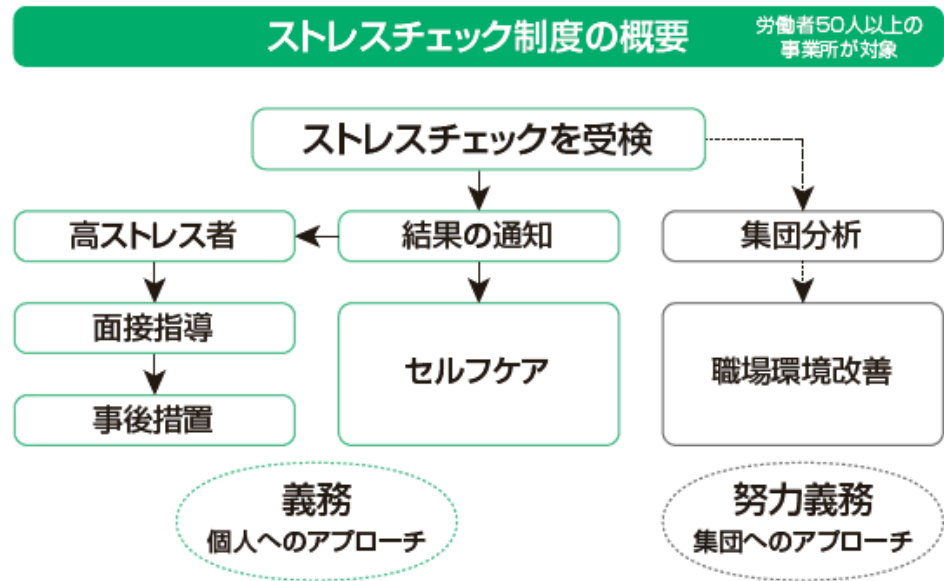 ストレスチェック制度の概要
労働者50人以上の
事業所が対象
ストレスチェックを受検
高ストレス者
結果の通知
集団分析
面接指導
セルフケア
職場環境改善
事後措置
義務
個人へのアプローチ
努力義務
集団へのアプローチ